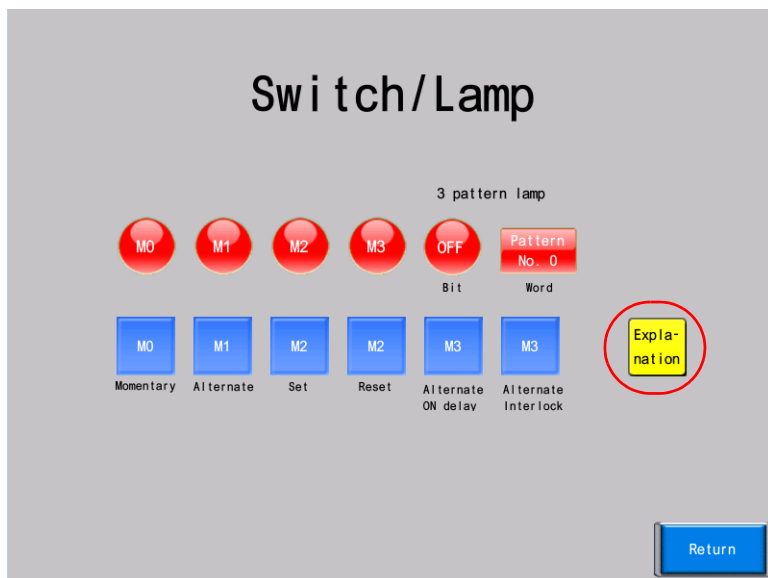 Switch/Lamp
3 pattern lamp
M0 M1 M2 M3 OFF Pattern
No. 0
Bit Word
M0 M1 M2 M2 M3 M3
Expla-
nation
Momentary Alternate Set Reset Alternate Alternate
ON delay Interlock
Return